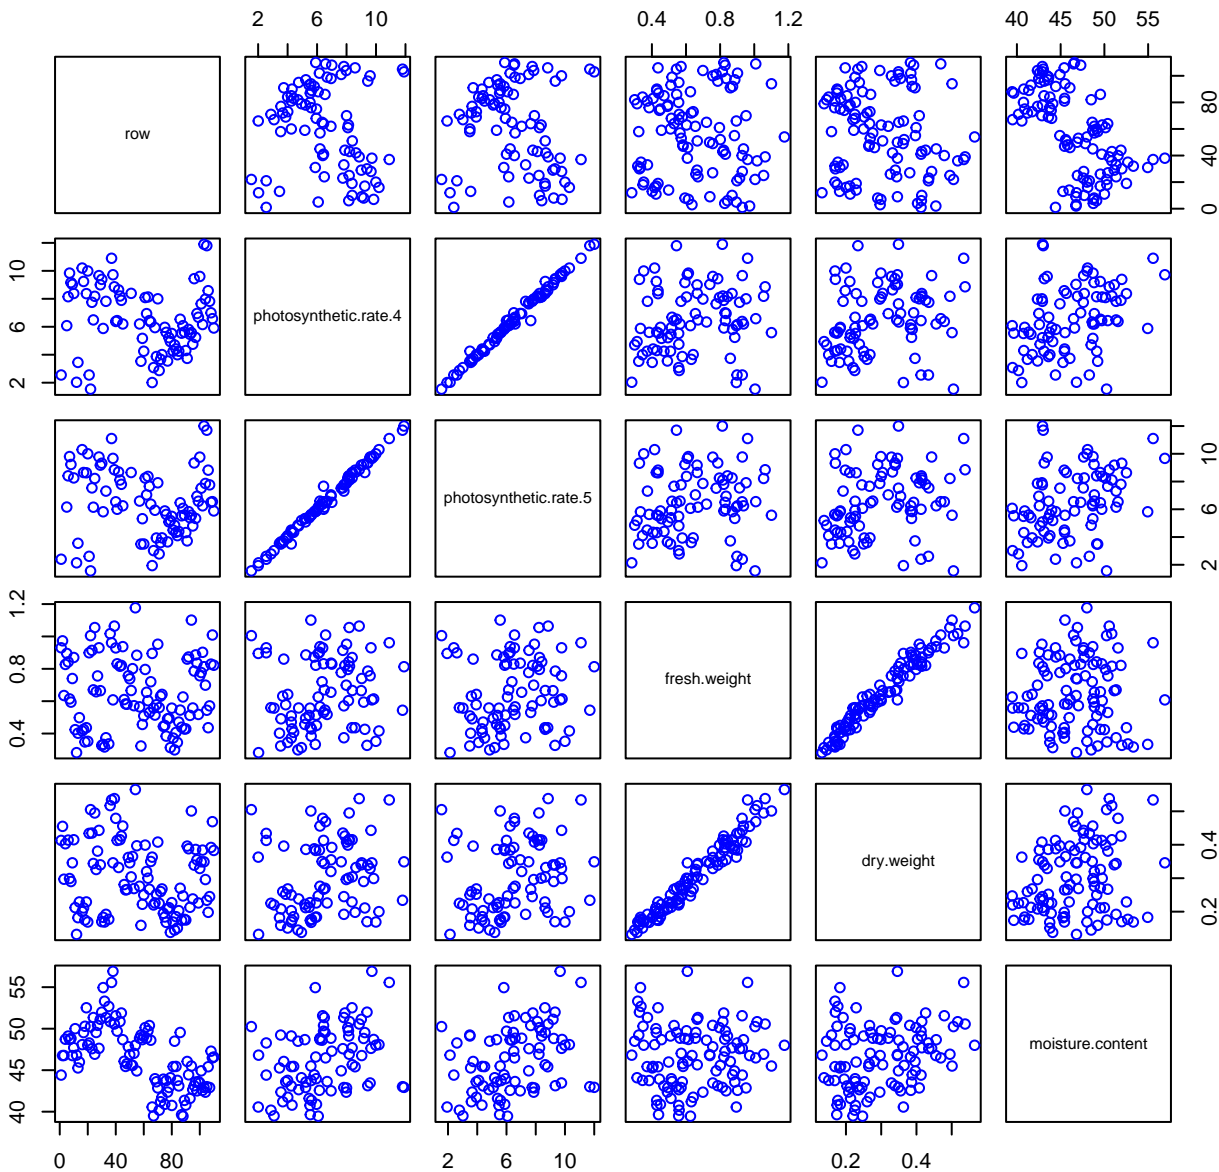 2 6 10 0.4 0.8 1.2 40 45 50 55
row
0 40 80
2 6 10
photosynthetic.rate.4
photosynthetic.rate.5
2 6 10
0.4 0.8 1.2
fresh.weight
dry.weight
0.2 0.4
40 45 50 55
moisture.content
0 40 80 2 6 10 0.2 0.4